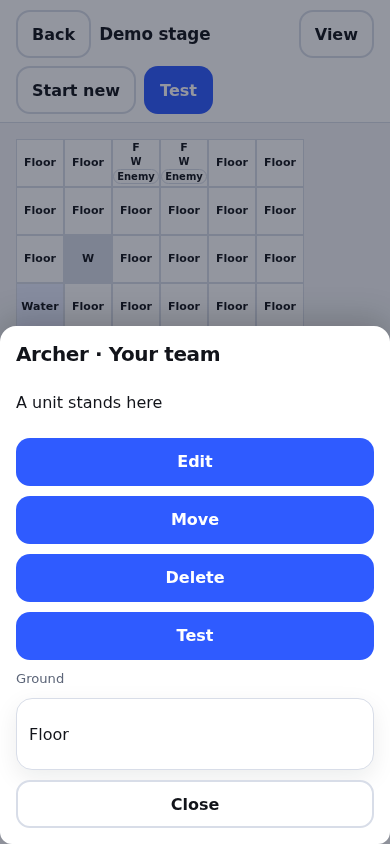 Back Demo stage View
Start new Test
Floor Floor F F Floor Floor
W W
Enemy Enemy
Floor Floor Floor Floor Floor Floor
Floor W Floor Floor Floor Floor
Water Floor Floor Floor Floor Floor
Archer · Your team
A unit stands here
Edit
Move
Delete
Test
Ground
Floor
Close